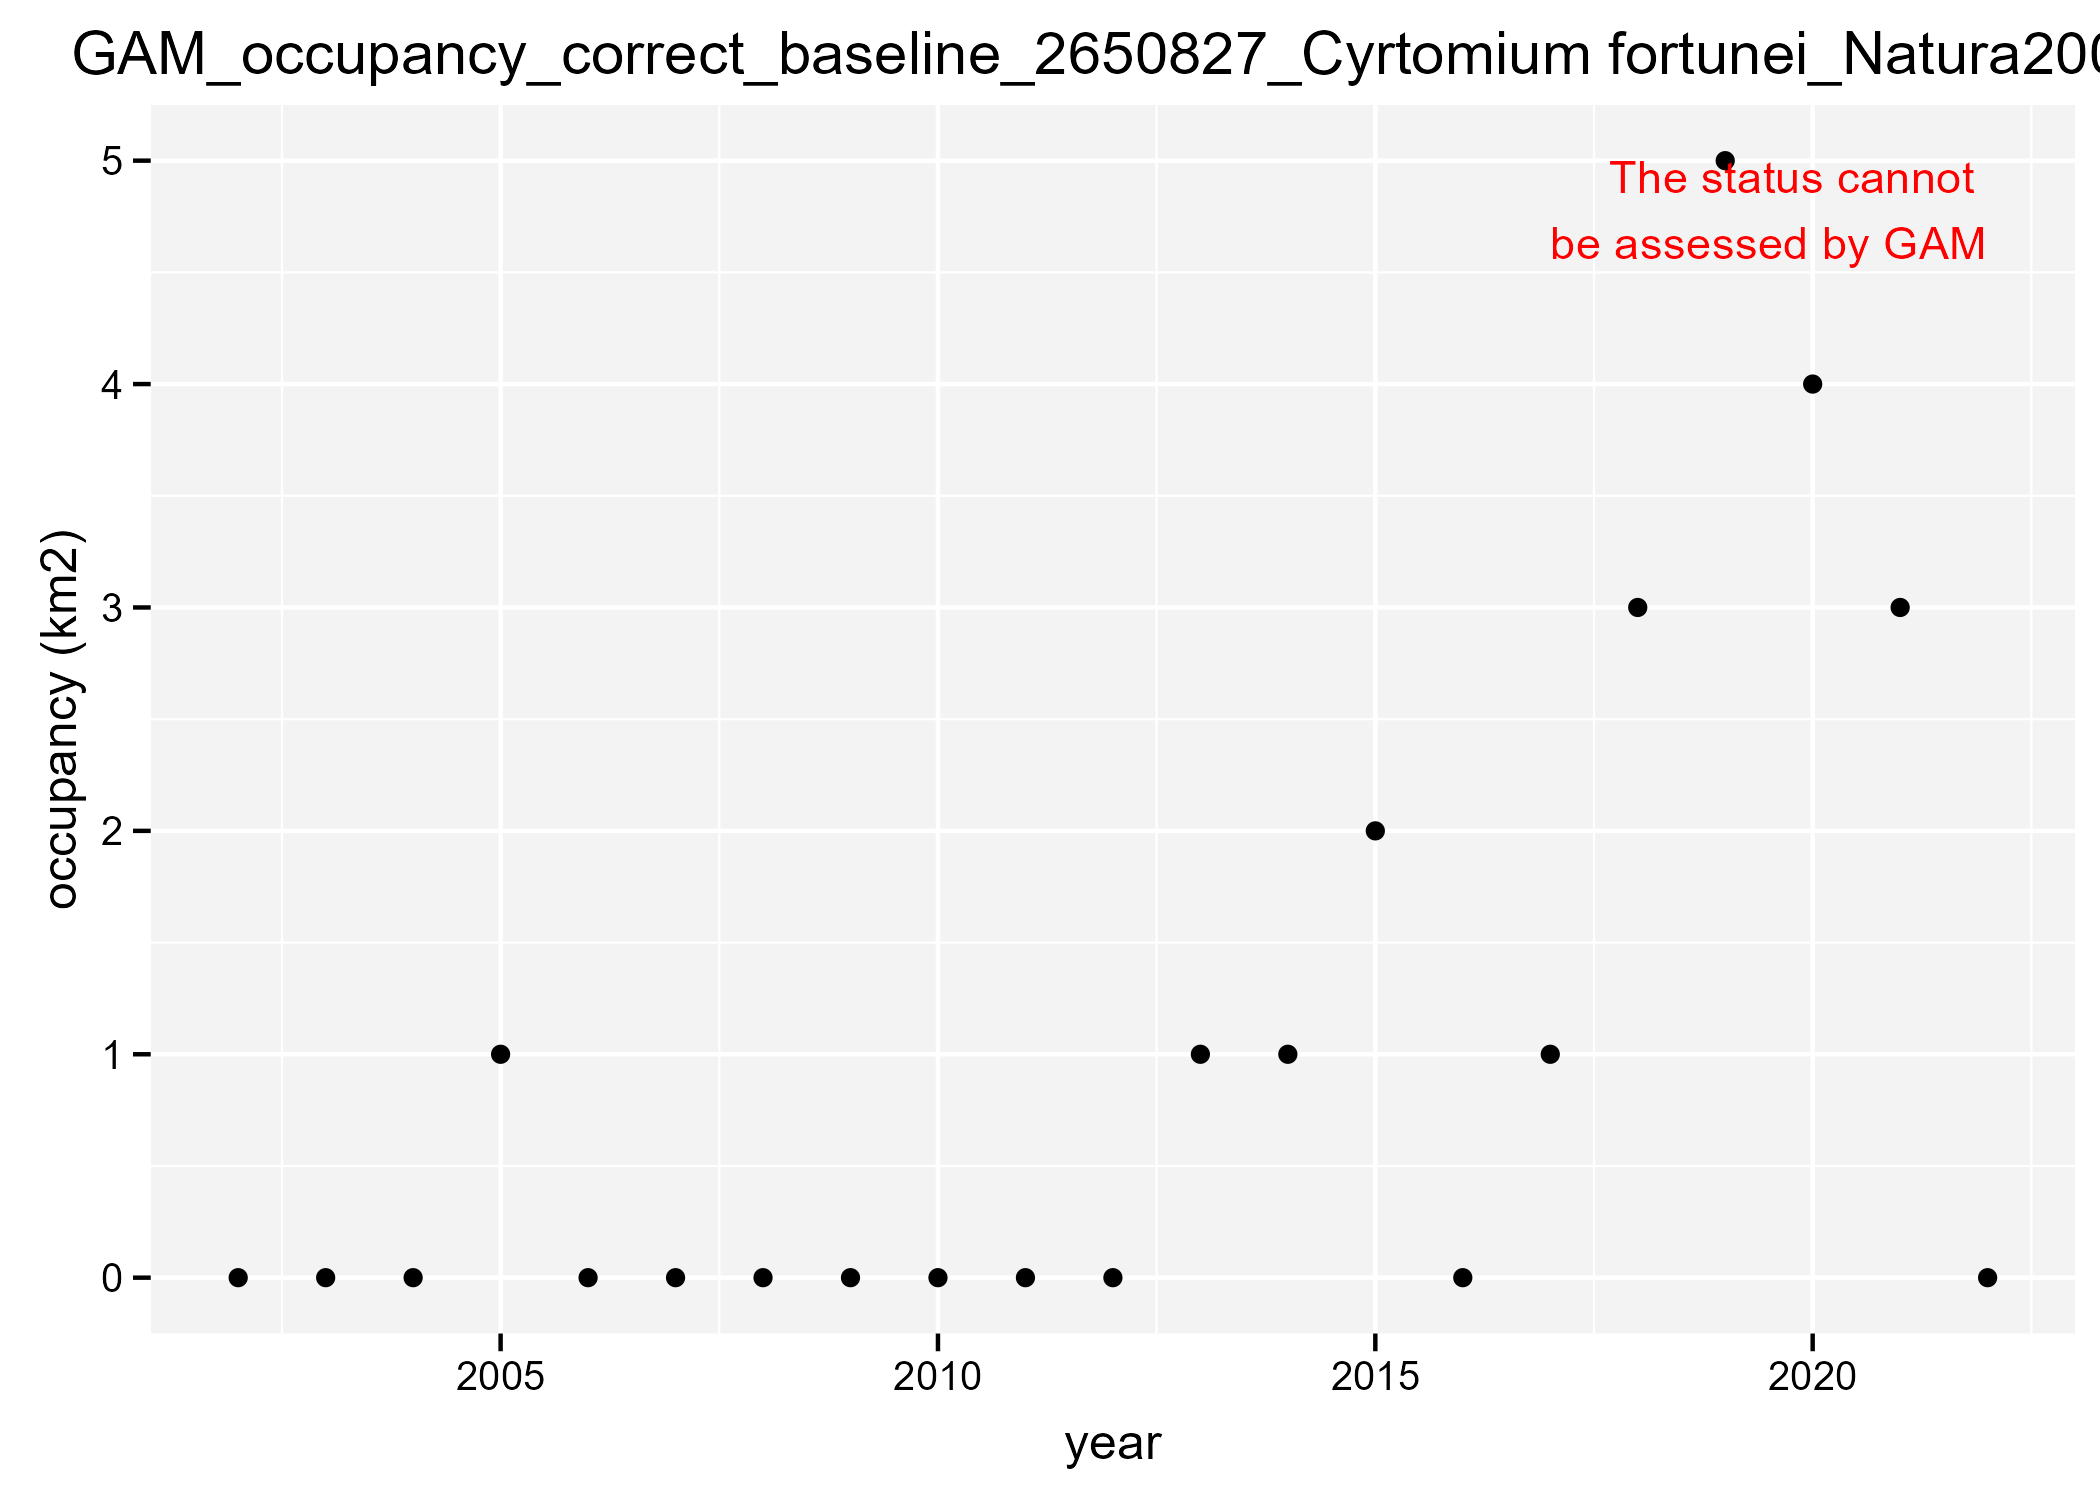 GAM_occupancy_correct_baseline_2650827_Cyrtomium fortunei_Natura200
5
The status cannot
be assessed by GAM
4
3
2
1
0
occupancy (km2)
2005
2010
2015
2020
year